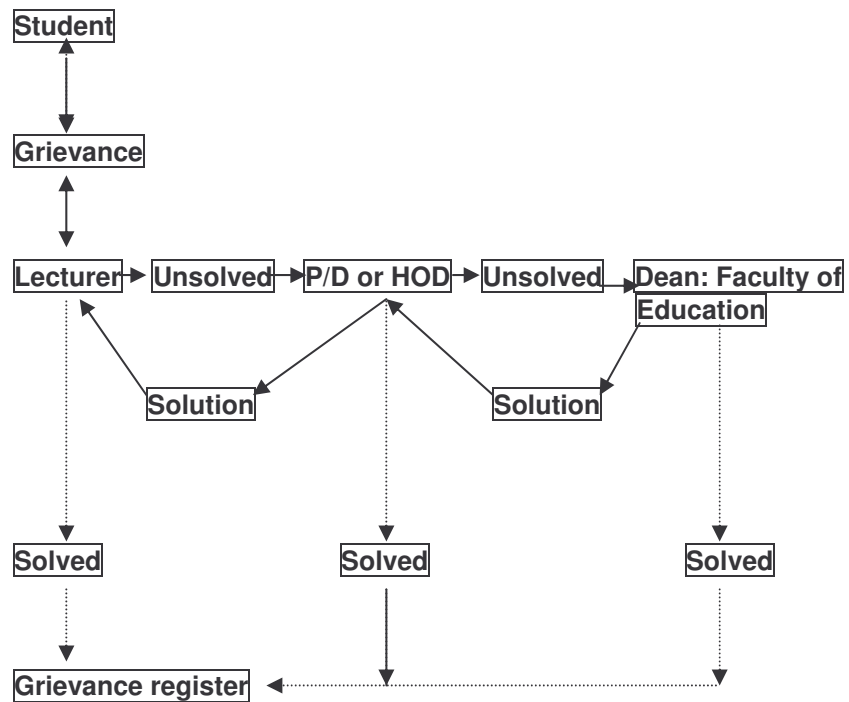 Student
Grievance
Lecturer
Unsolved
P/D or HOD
Unsolved
Dean: Faculty of
Education
Solution
Solution
Solved
Solved
Solved
Grievance register